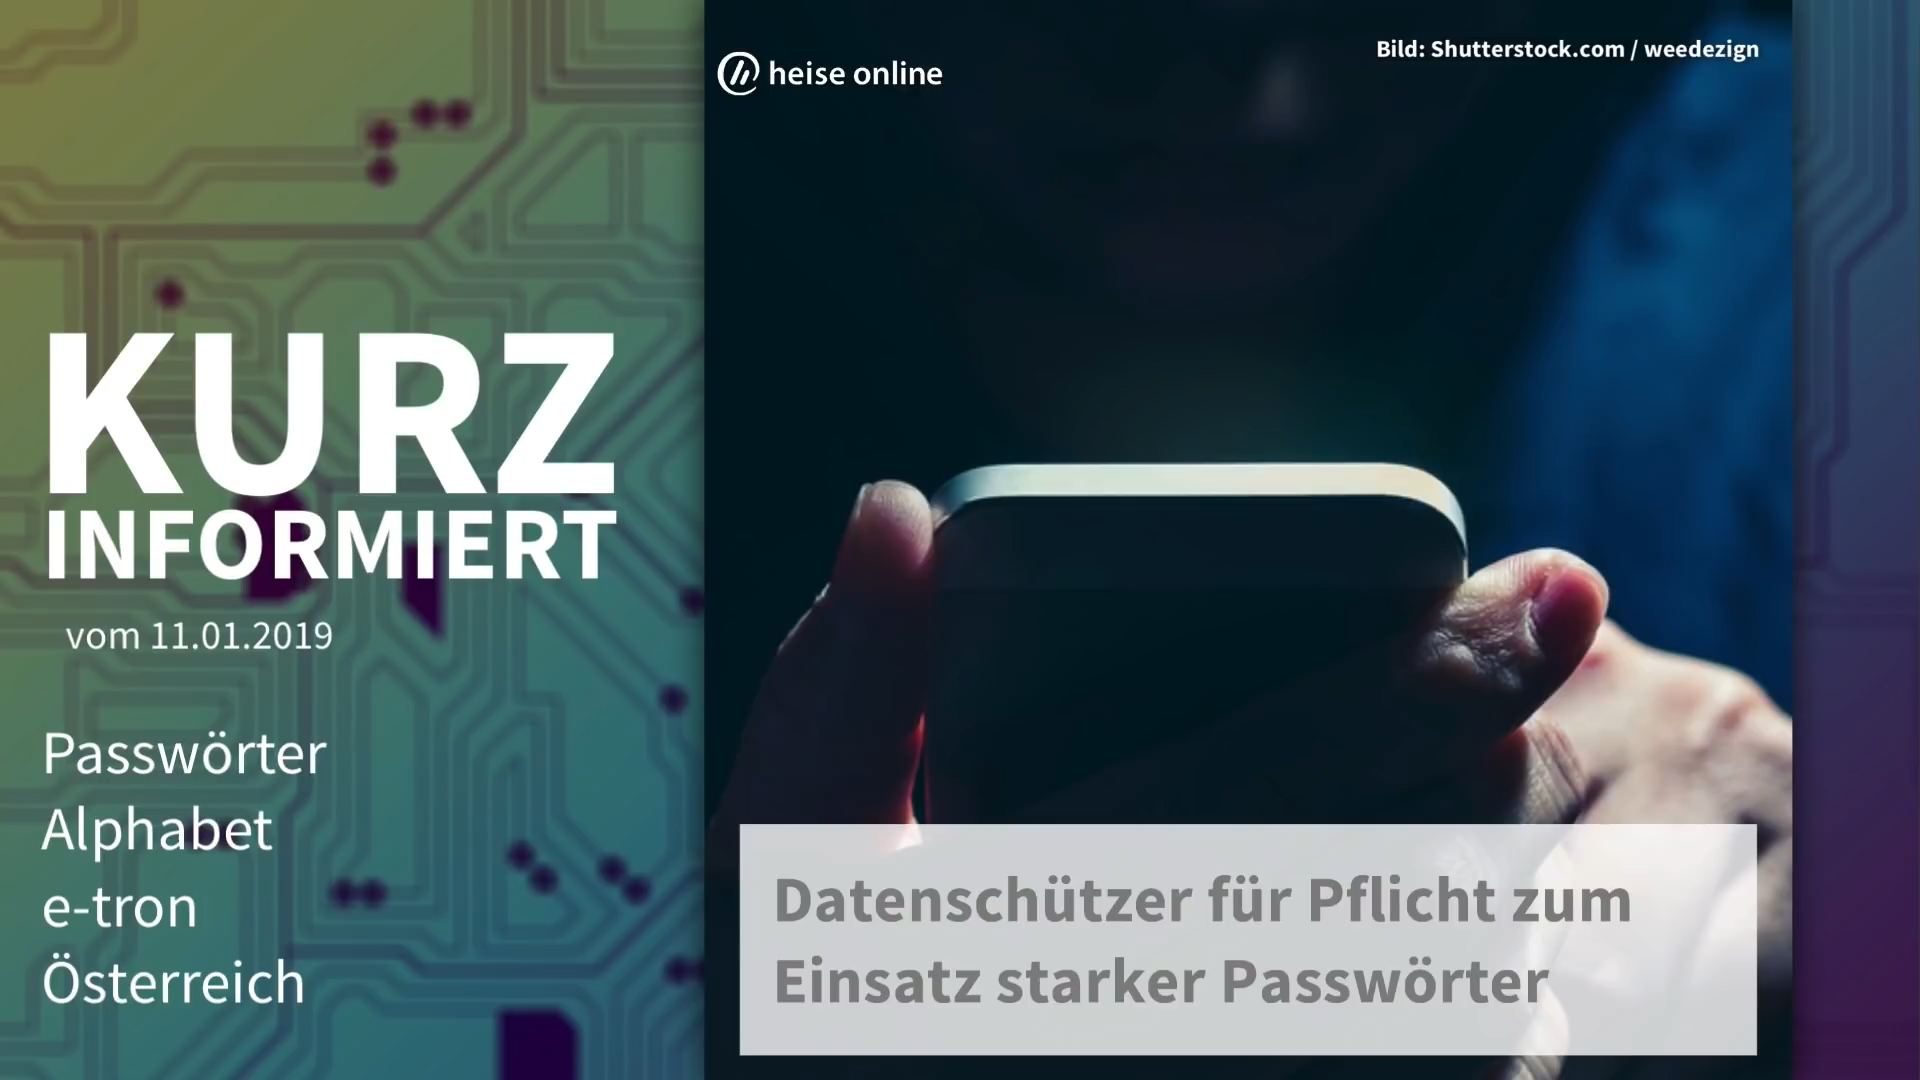 KURZ
INFORMIERT
vom 11.01.2019
Passwörter
Alphabet
e-tron
Österreich
heise online
Bild: Shutterstock.com / weedezign
Datenschützer für Pflicht zum
Einsatz starker Passwörter